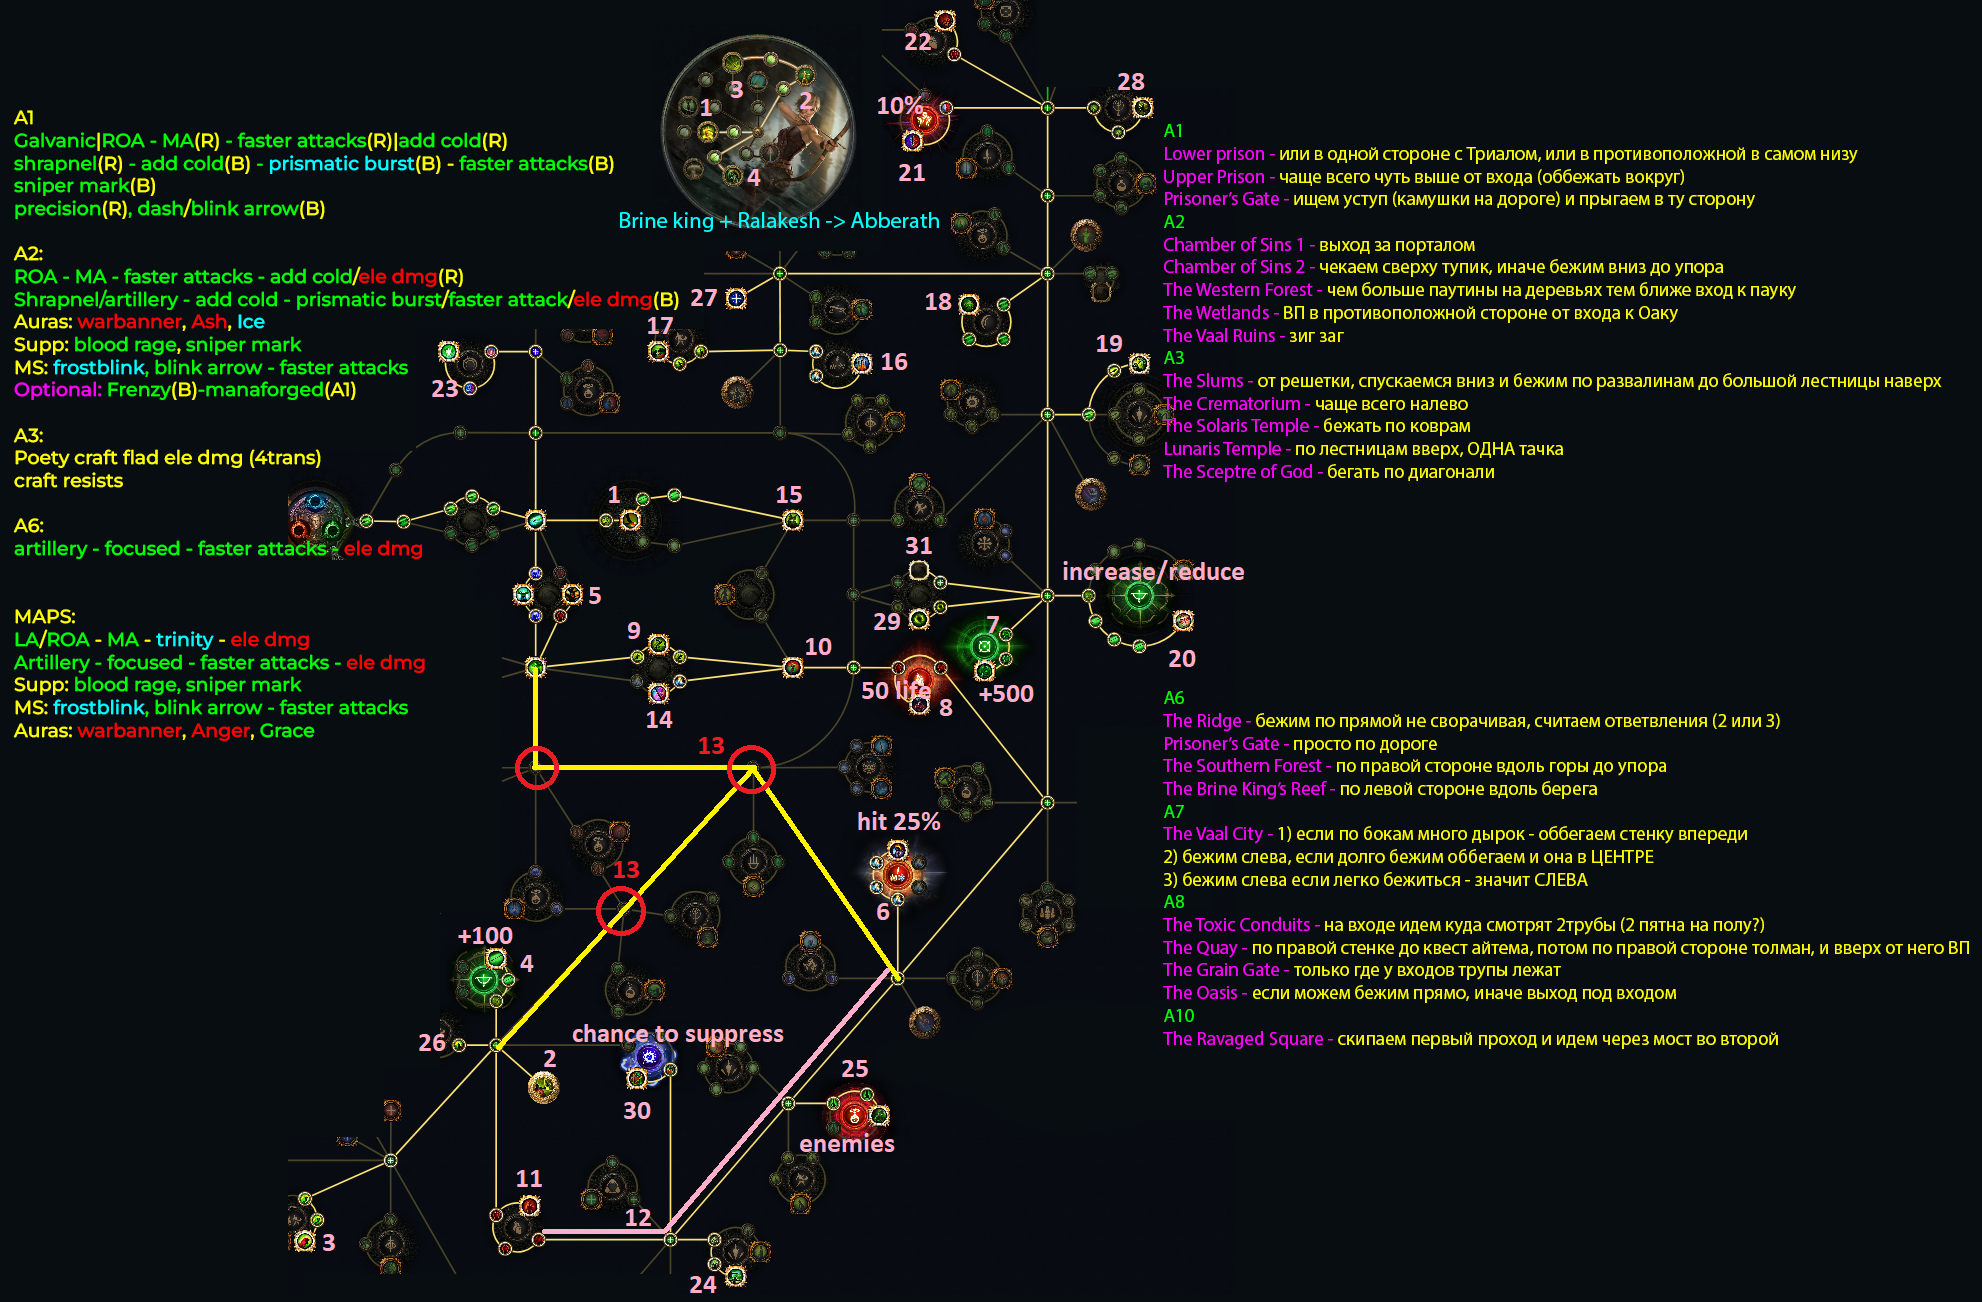 A1
Galvanic|ROA - MA(R) - faster attacks(R)|add cold(R)
shrapnel(R) - add cold(B) - prismatic burst(B) - faster attacks(B)
sniper mark(B)
precision(R), dash/blink arrow(B)
A2:
ROA - MA - faster attacks - add cold/ele dmg(R)
Shrapnel/artillery - add cold - prismatic burst/faster attack/ele dmg(B)
Auras: warbanner, Ash, Ice
Supp: blood rage, sniper mark
MS: frostblink, blink arrow - faster attacks
Optional: Frenzy(B)-manaforged(A1)
A3:
Poety craft flad ele dmg (4trans)
craft resists
A6:
artillery - focused - faster attacks - ele dmg
MAPS:
LA/ROA - MA - trinity - ele dmg
Artillery - focused - faster attacks - ele dmg
Supp: blood rage, sniper mark
MS: frostblink, blink arrow - faster attacks
Auras: warbanner, Anger, Grace
3
1
2
4
Brine king + Ralakesh -> Abberath
22
28
10%
21
27
18
17
16
19
23
1
15
31
increase/reduce
5
29
9
7
10
20
50 life
+500
8
14
13
hit 25%
13
6
+100
4
chance to suppress
26
2
25
30
enemies
11
12
3
24
A1
Lower prison - или в одной стороне с Триалом, или в противоположной в самом низу
Upper Prison - чаще всего чуть выше от входа (оббежать вокруг)
Prisoner's Gate - ищем уступ (камушки на дороге) и прыгаем в ту сторону
A2
Chamber of Sins 1 - выход за порталом
Chamber of Sins 2 - чекаем сверху тупик, иначе бежим вниз до упора
The Western Forest - чем больше паутины на деревьях тем ближе вход к пауку
The Wetlands - ВП в противоположной стороне от входа к Оаку
The Vaal Ruins - зиг заг
A3
The Slums - от решетки, спускаемся вниз и бежим по развалинам до большой лестницы наверх
The Crematorium - чаще всего налево
The Solaris Temple - бежать по коврам
Lunaris Temple - по лестницам вверх, ОДНА тачка
The Sceptre of God - бегать по диагонали
A6
The Ridge - бежим по прямой не сворачивая, считаем ответвления (2 или 3)
Prisoner's Gate - просто по дороге
The Southern Forest - по правой стороне вдоль горы до упора
The Brine King's Reef - по левой стороне вдоль берега
A7
The Vaal City - 1) если по бокам много дырок - оббегаем стенку впереди
2) бежим слева, если долго бежим оббегаем и она в ЦЕНТРЕ
3) бежим слева если легко бежиться - значит СЛЕВА
A8
The Toxic Conduits - на входе идем куда смотрят 2трубы (2 пятна на полу?)
The Quay - по правой стенке до квест айтема, потом по правой стороне толман, и вверх от него ВП
The Grain Gate - только где у входов трупы лежат
The Oasis - если можем бежим прямо, иначе выход под входом
A10
The Ravaged Square - скипаем первый проход и идем через мост во второй